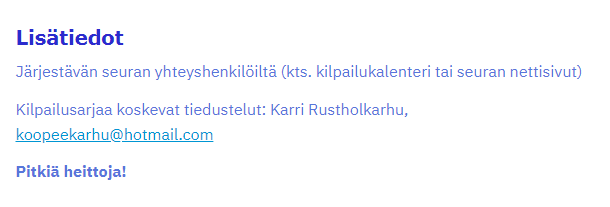 Lisätiedot
Järjestävän seuran yhteyshenkilöiltä (kts. kilpailukalenteri tai seuran nettisivut)
Kilpailusarjaa koskevat tiedustelut: Karri Rustholkarhu,
koopeekarhu@hotmail.com
Pitkiä heittoja!